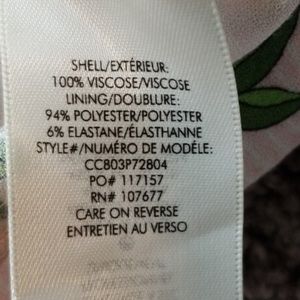 SHELL/EXTÉRIEUR:
100% VISCOSE/VISCOSE
LINING/DOUBLURE:
94% POLYESTER/POLYESTER
6% ELASTANE/ÉLASTHANNE
STYLE#/NUMÉRO DE MODÉLE:
CC803P72804
PO# 117157
RN# 107677
CARE ON REVERSE
ENTRETIEN AU VERSO